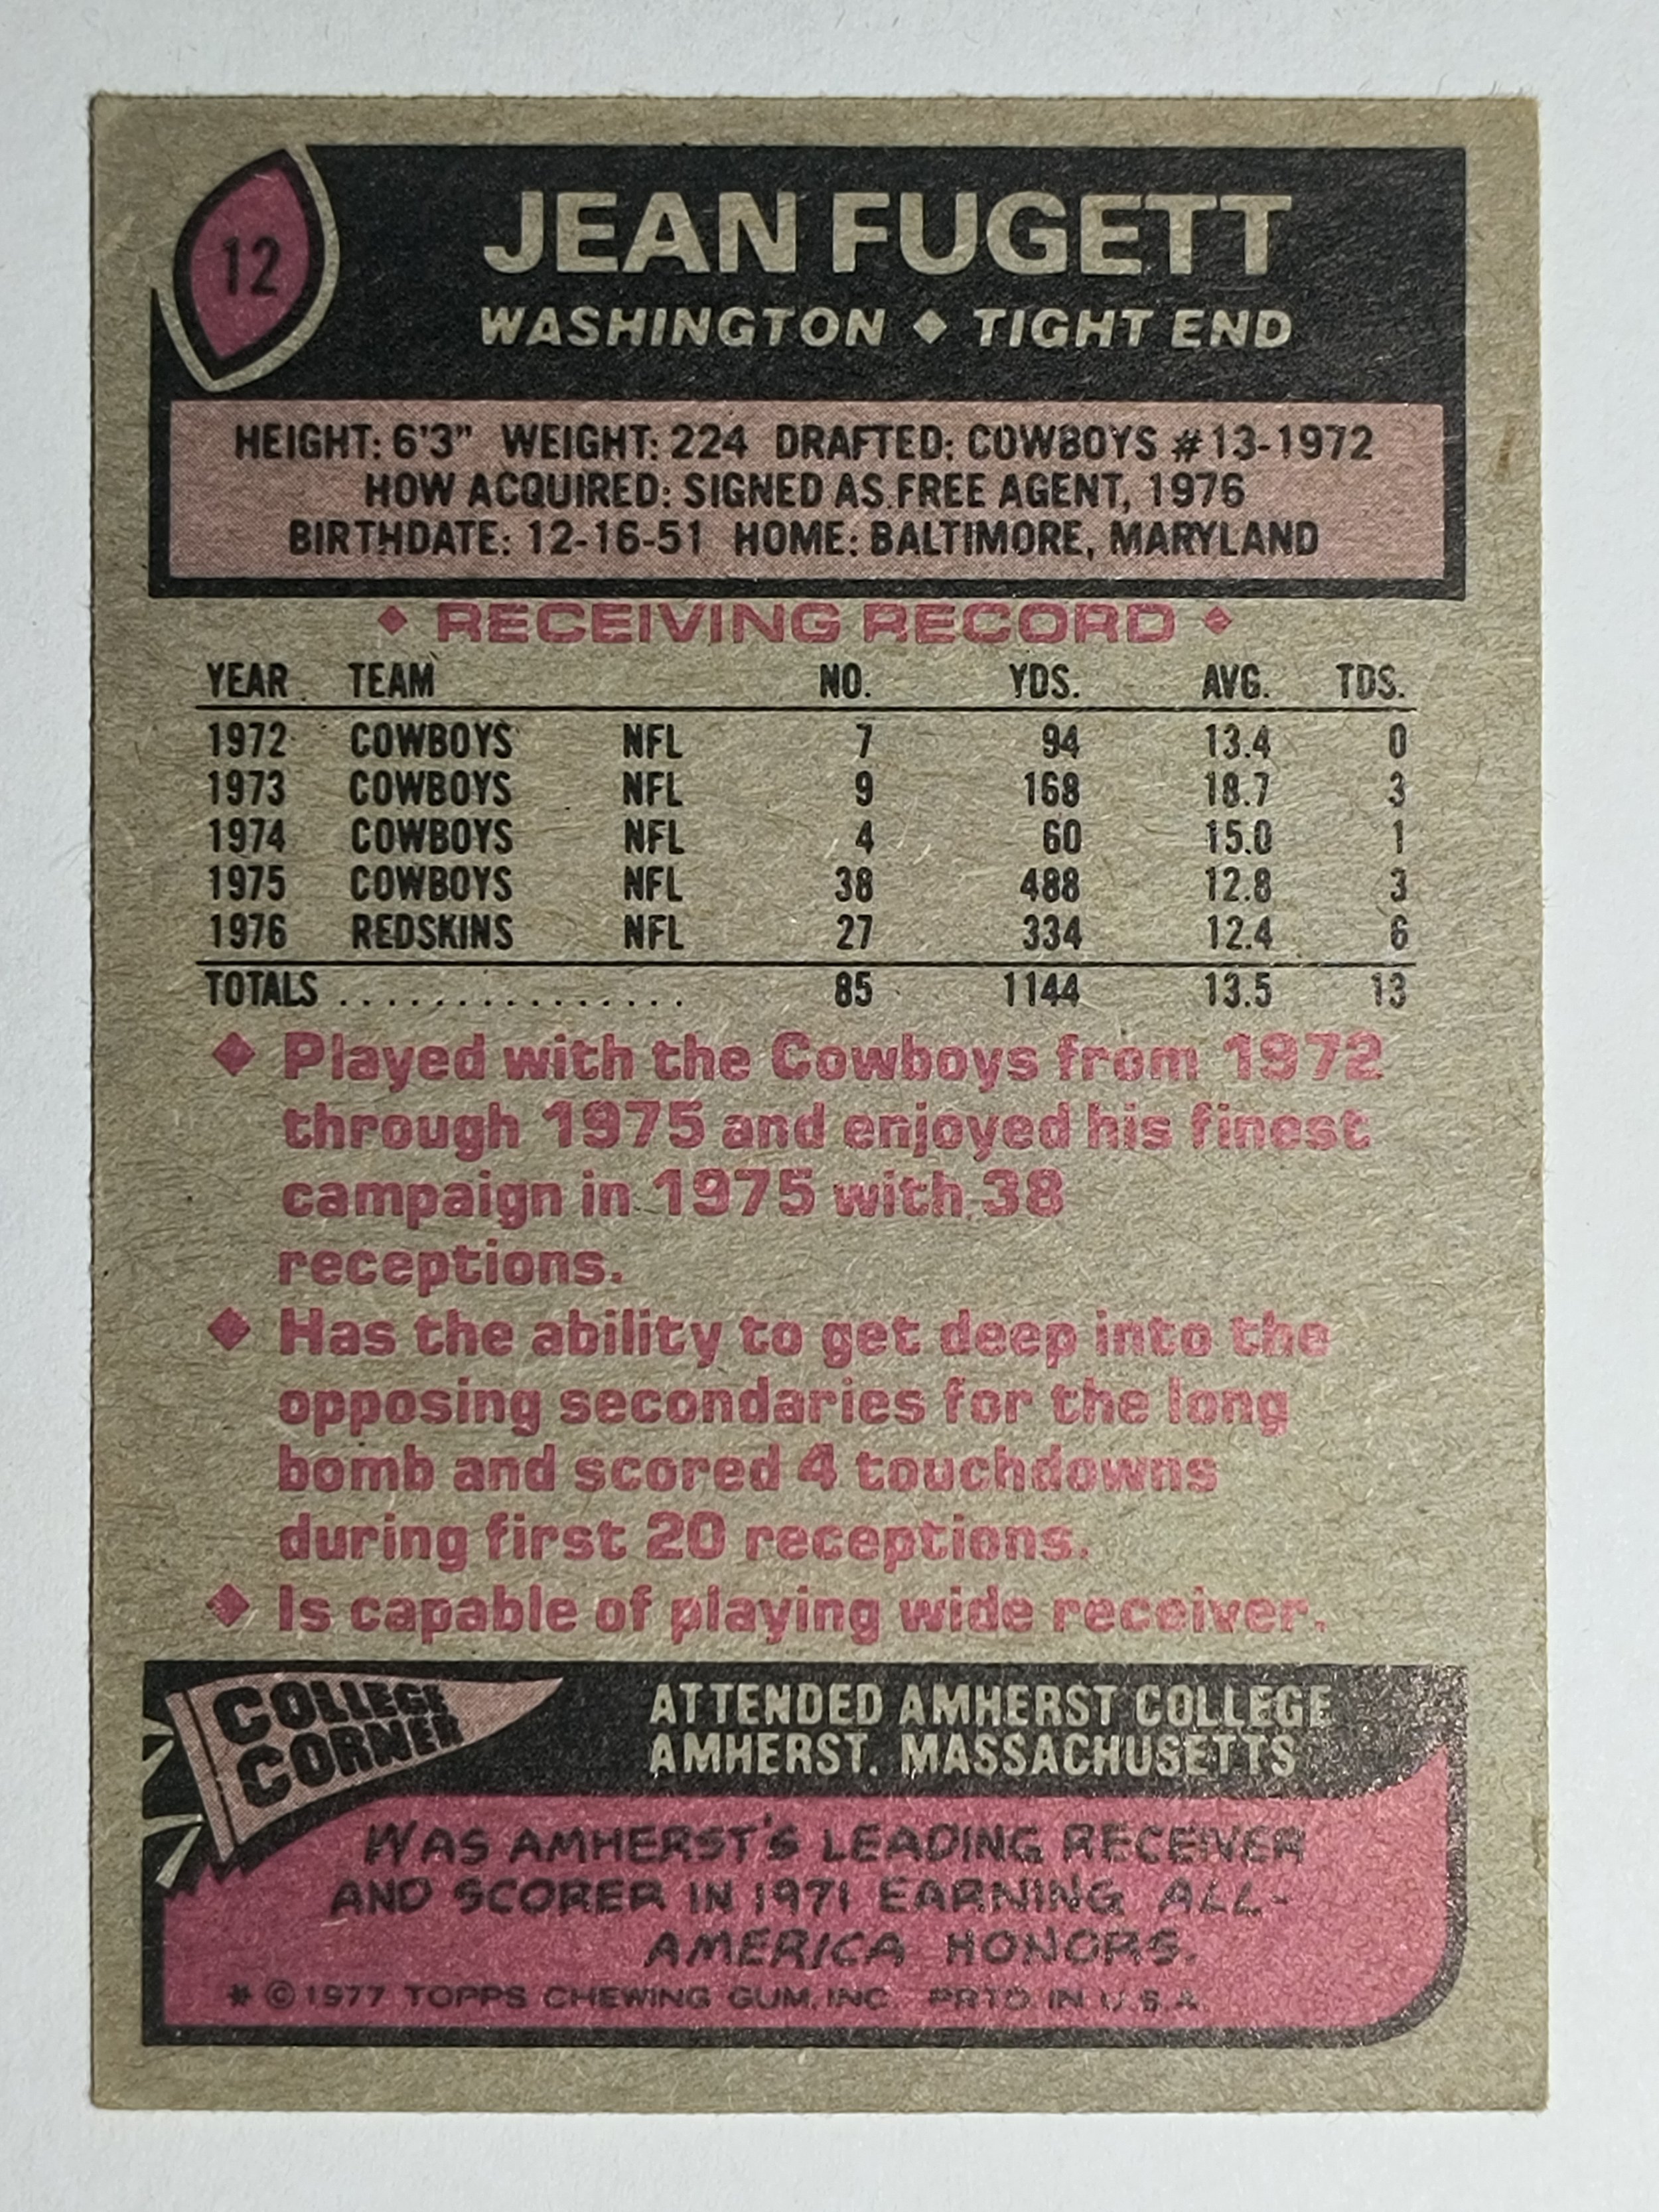 12
JEAN FUGETT
WASHINGTON ◆ TIGHT END
HEIGHT: 6'3" WEIGHT: 224 DRAFTED: COWBOYS #13-1972
HOW ACQUIRED: SIGNED AS FREE AGENT, 1976
BIRTHDATE: 12-16-51 HOME: BALTIMORE, MARYLAND
◆ RECEIVING RECORD ◆
YEAR TEAM NO. YDS. AVG. TDS.
1972 COWBOYS NFL 7 94 13.4 0
1973 COWBOYS NFL 9 168 18.7 3
1974 COWBOYS NFL 4 60 15.0 1
1975 COWBOYS NFL 38 488 12.8 3
1976 REDSKINS NFL 27 334 12.4 6
TOTALS ............... 85 1144 13.5 13
◆ Played with the Cowboys from 1972
through 1975 and enjoyed his finest
campaign in 1975 with 38
receptions.
◆ Has the ability to get deep into the
opposing secondaries for the long
bomb and scored 4 touchdowns
during first 20 receptions.
◆ Is capable of playing wide receiver.
COLLEGE
CORNER
ATTENDED AMHERST COLLEGE
AMHERST, MASSACHUSETTS
WAS AMHERST'S LEADING RECEIVER
AND SCORER IN 1971 EARNING ALL-
AMERICA HONORS.
* © 1977 TOPPS CHEWING GUM, INC. PRTD IN U.S.A.